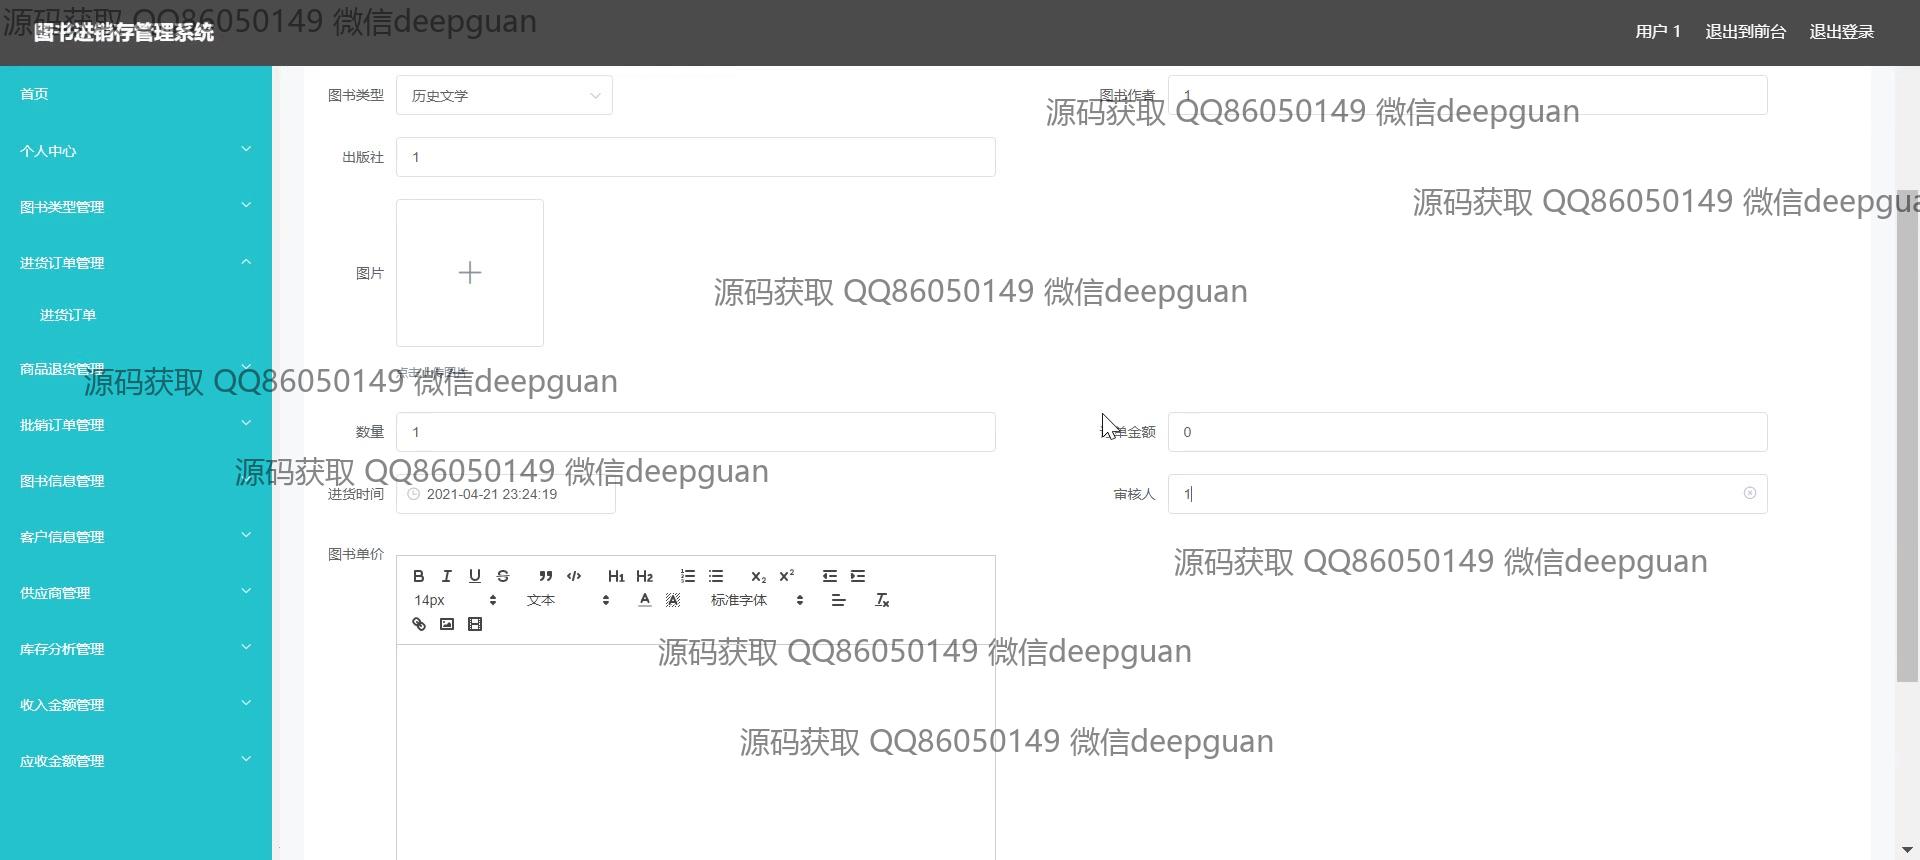 源码获取 QQ86050149 微信deepguan
图书进销存管理系统
用户 1 退出到前台 退出登录
首页
个人中心
图书类型管理
进货订单管理
进货订单
商品退货管理
批销订单管理
图书信息管理
客户信息管理
供应商管理
库存分析管理
收入金额管理
应收金额管理
图书类型 历史文学
图书作者 1
源码获取 QQ86050149 微信deepguan
出版社 1
源码获取 QQ86050149 微信deepgua
图片
源码获取 QQ86050149 微信deepguan
点击上传图片
源码获取 QQ86050149 微信deepguan
数量 1
单金额 0
源码获取 QQ86050149 微信deepguan
进货时间 2021-04-21 23:24:19
审核人 1
图书单价
源码获取 QQ86050149 微信deepguan
B I U S H1 H2 X2 X2
14px 文本 A A 标准字体 Tx
源码获取 QQ86050149 微信deepguan
源码获取 QQ86050149 微信deepguan